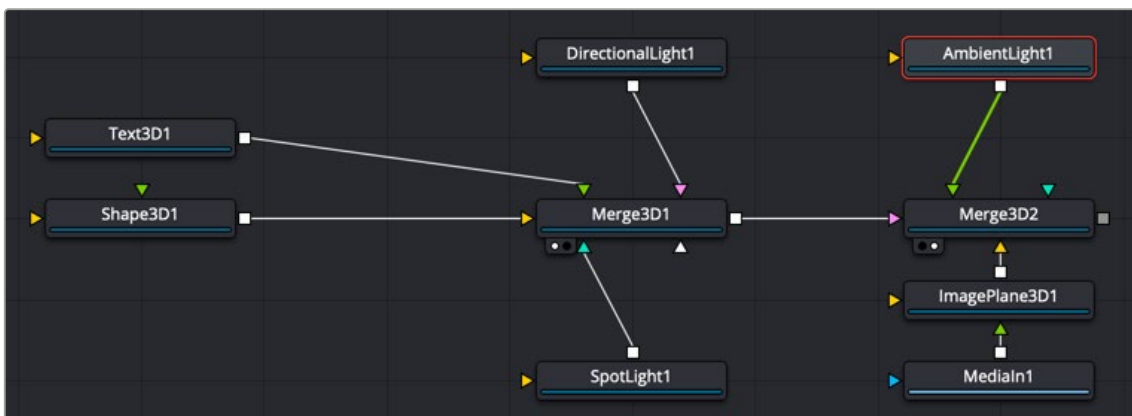 DirectionalLight1
AmbientLight1
Text3D1
Shape3D1
Merge3D1
Merge3D2
ImagePlane3D1
SpotLight1
MediaIn1